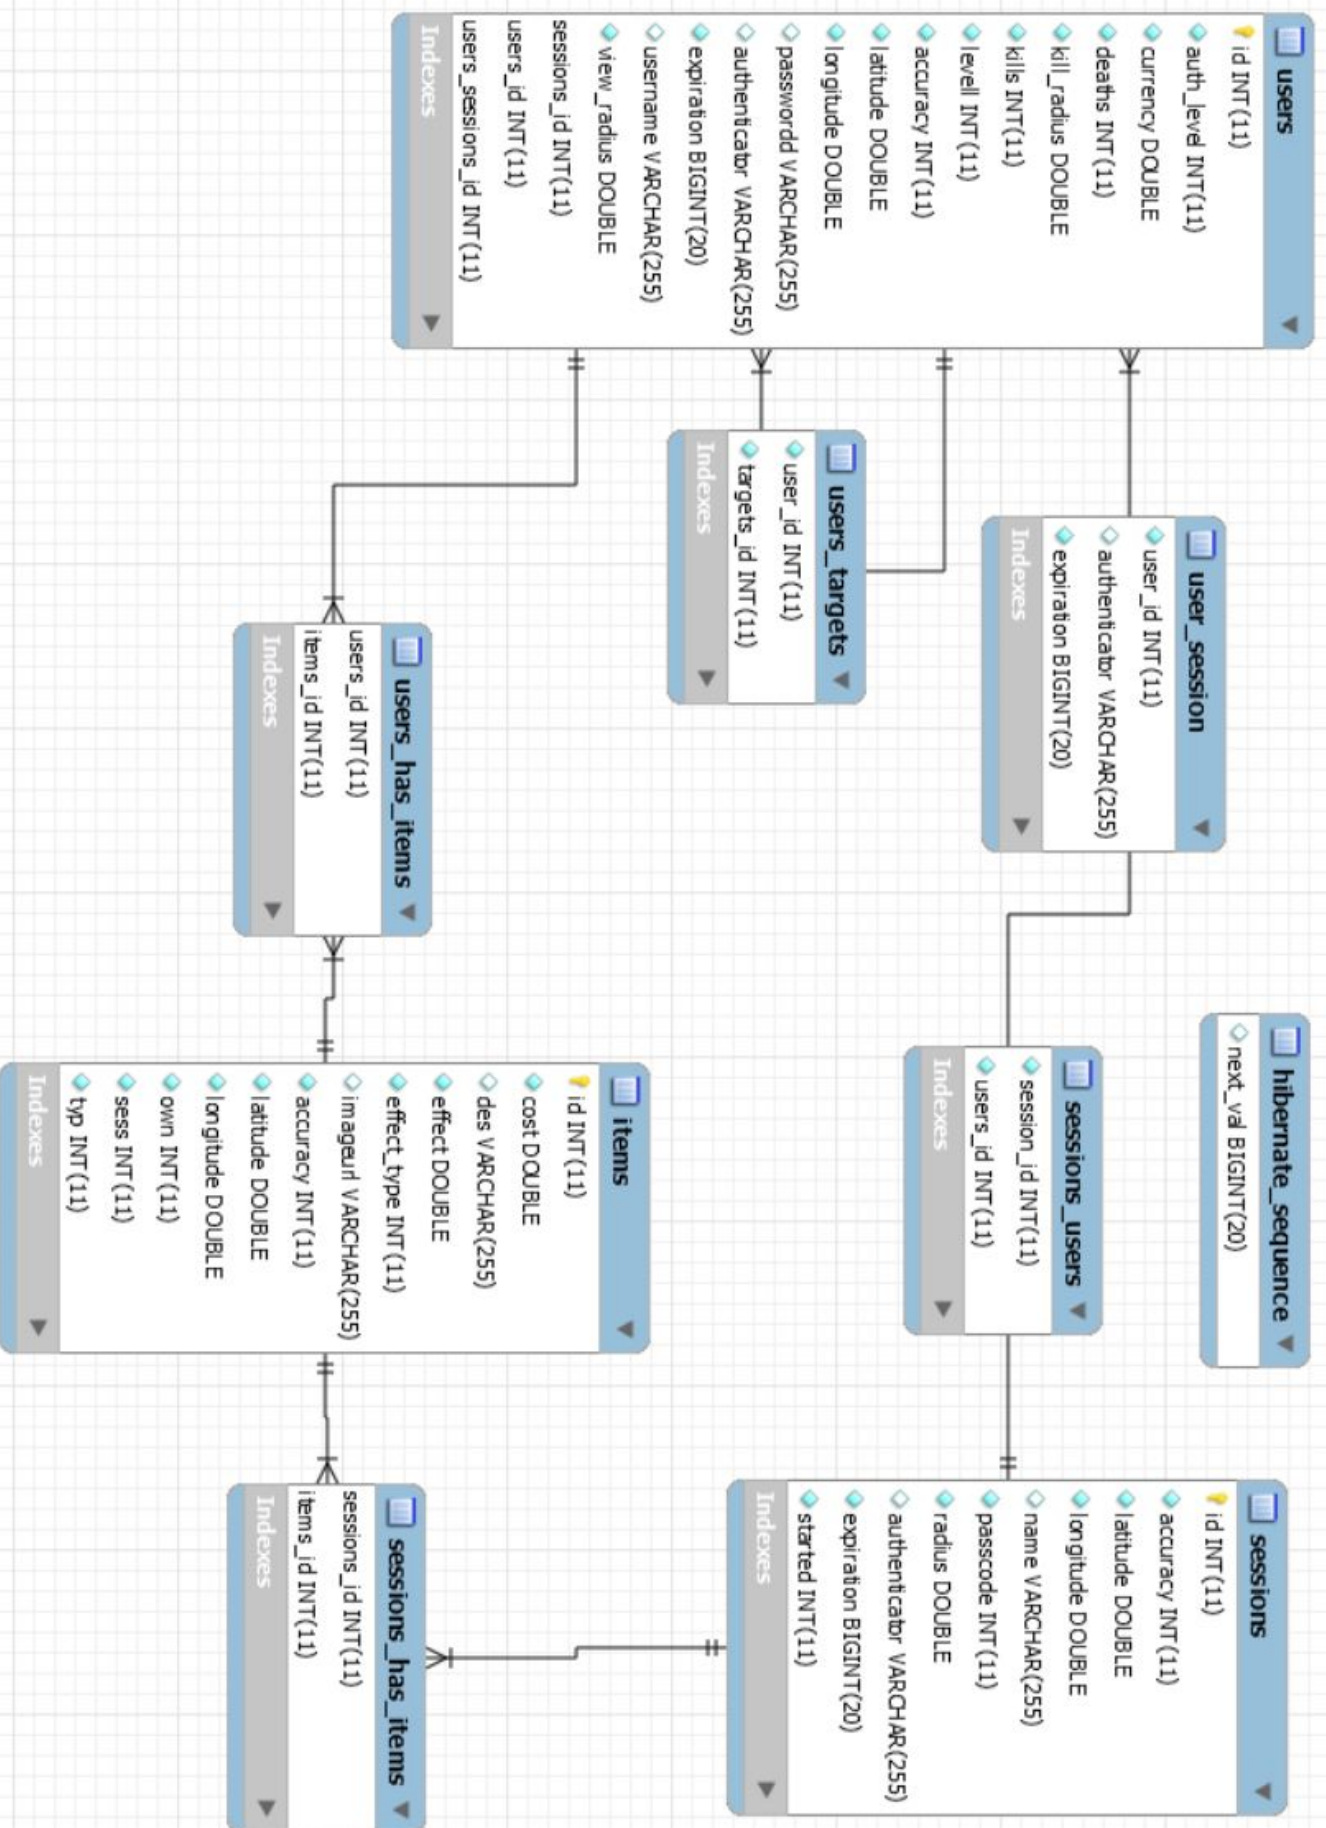 users
id INT(11)
auth_level INT(11)
currency DOUBLE
deaths INT(11)
kill_radius DOUBLE
kills INT(11)
levell INT(11)
accuracy INT(11)
latitude DOUBLE
longitude DOUBLE
passwordd VARCHAR(255)
authenticator VARCHAR(255)
expiration BIGINT(20)
username VARCHAR(255)
view_radius DOUBLE
sessions_id INT(11)
users_id INT(11)
users_sessions_id INT(11)
Indexes
user_session
user_id INT(11)
authenticator VARCHAR(255)
expiration BIGINT(20)
Indexes
users_targets
user_id INT(11)
targets_id INT(11)
Indexes
users_has_items
users_id INT(11)
items_id INT(11)
Indexes
hibernate_sequence
next_val BIGINT(20)
sessions_users
session_id INT(11)
users_id INT(11)
Indexes
items
id INT(11)
cost DOUBLE
des VARCHAR(255)
effect DOUBLE
effect_type INT(11)
imageurl VARCHAR(255)
accuracy INT(11)
latitude DOUBLE
longitude DOUBLE
own INT(11)
sess INT(11)
typ INT(11)
Indexes
sessions
id INT(11)
accuracy INT(11)
latitude DOUBLE
longitude DOUBLE
name VARCHAR(255)
passcode INT(11)
radius DOUBLE
authenticator VARCHAR(255)
expiration BIGINT(20)
started INT(11)
Indexes
sessions_has_items
sessions_id INT(11)
items_id INT(11)
Indexes